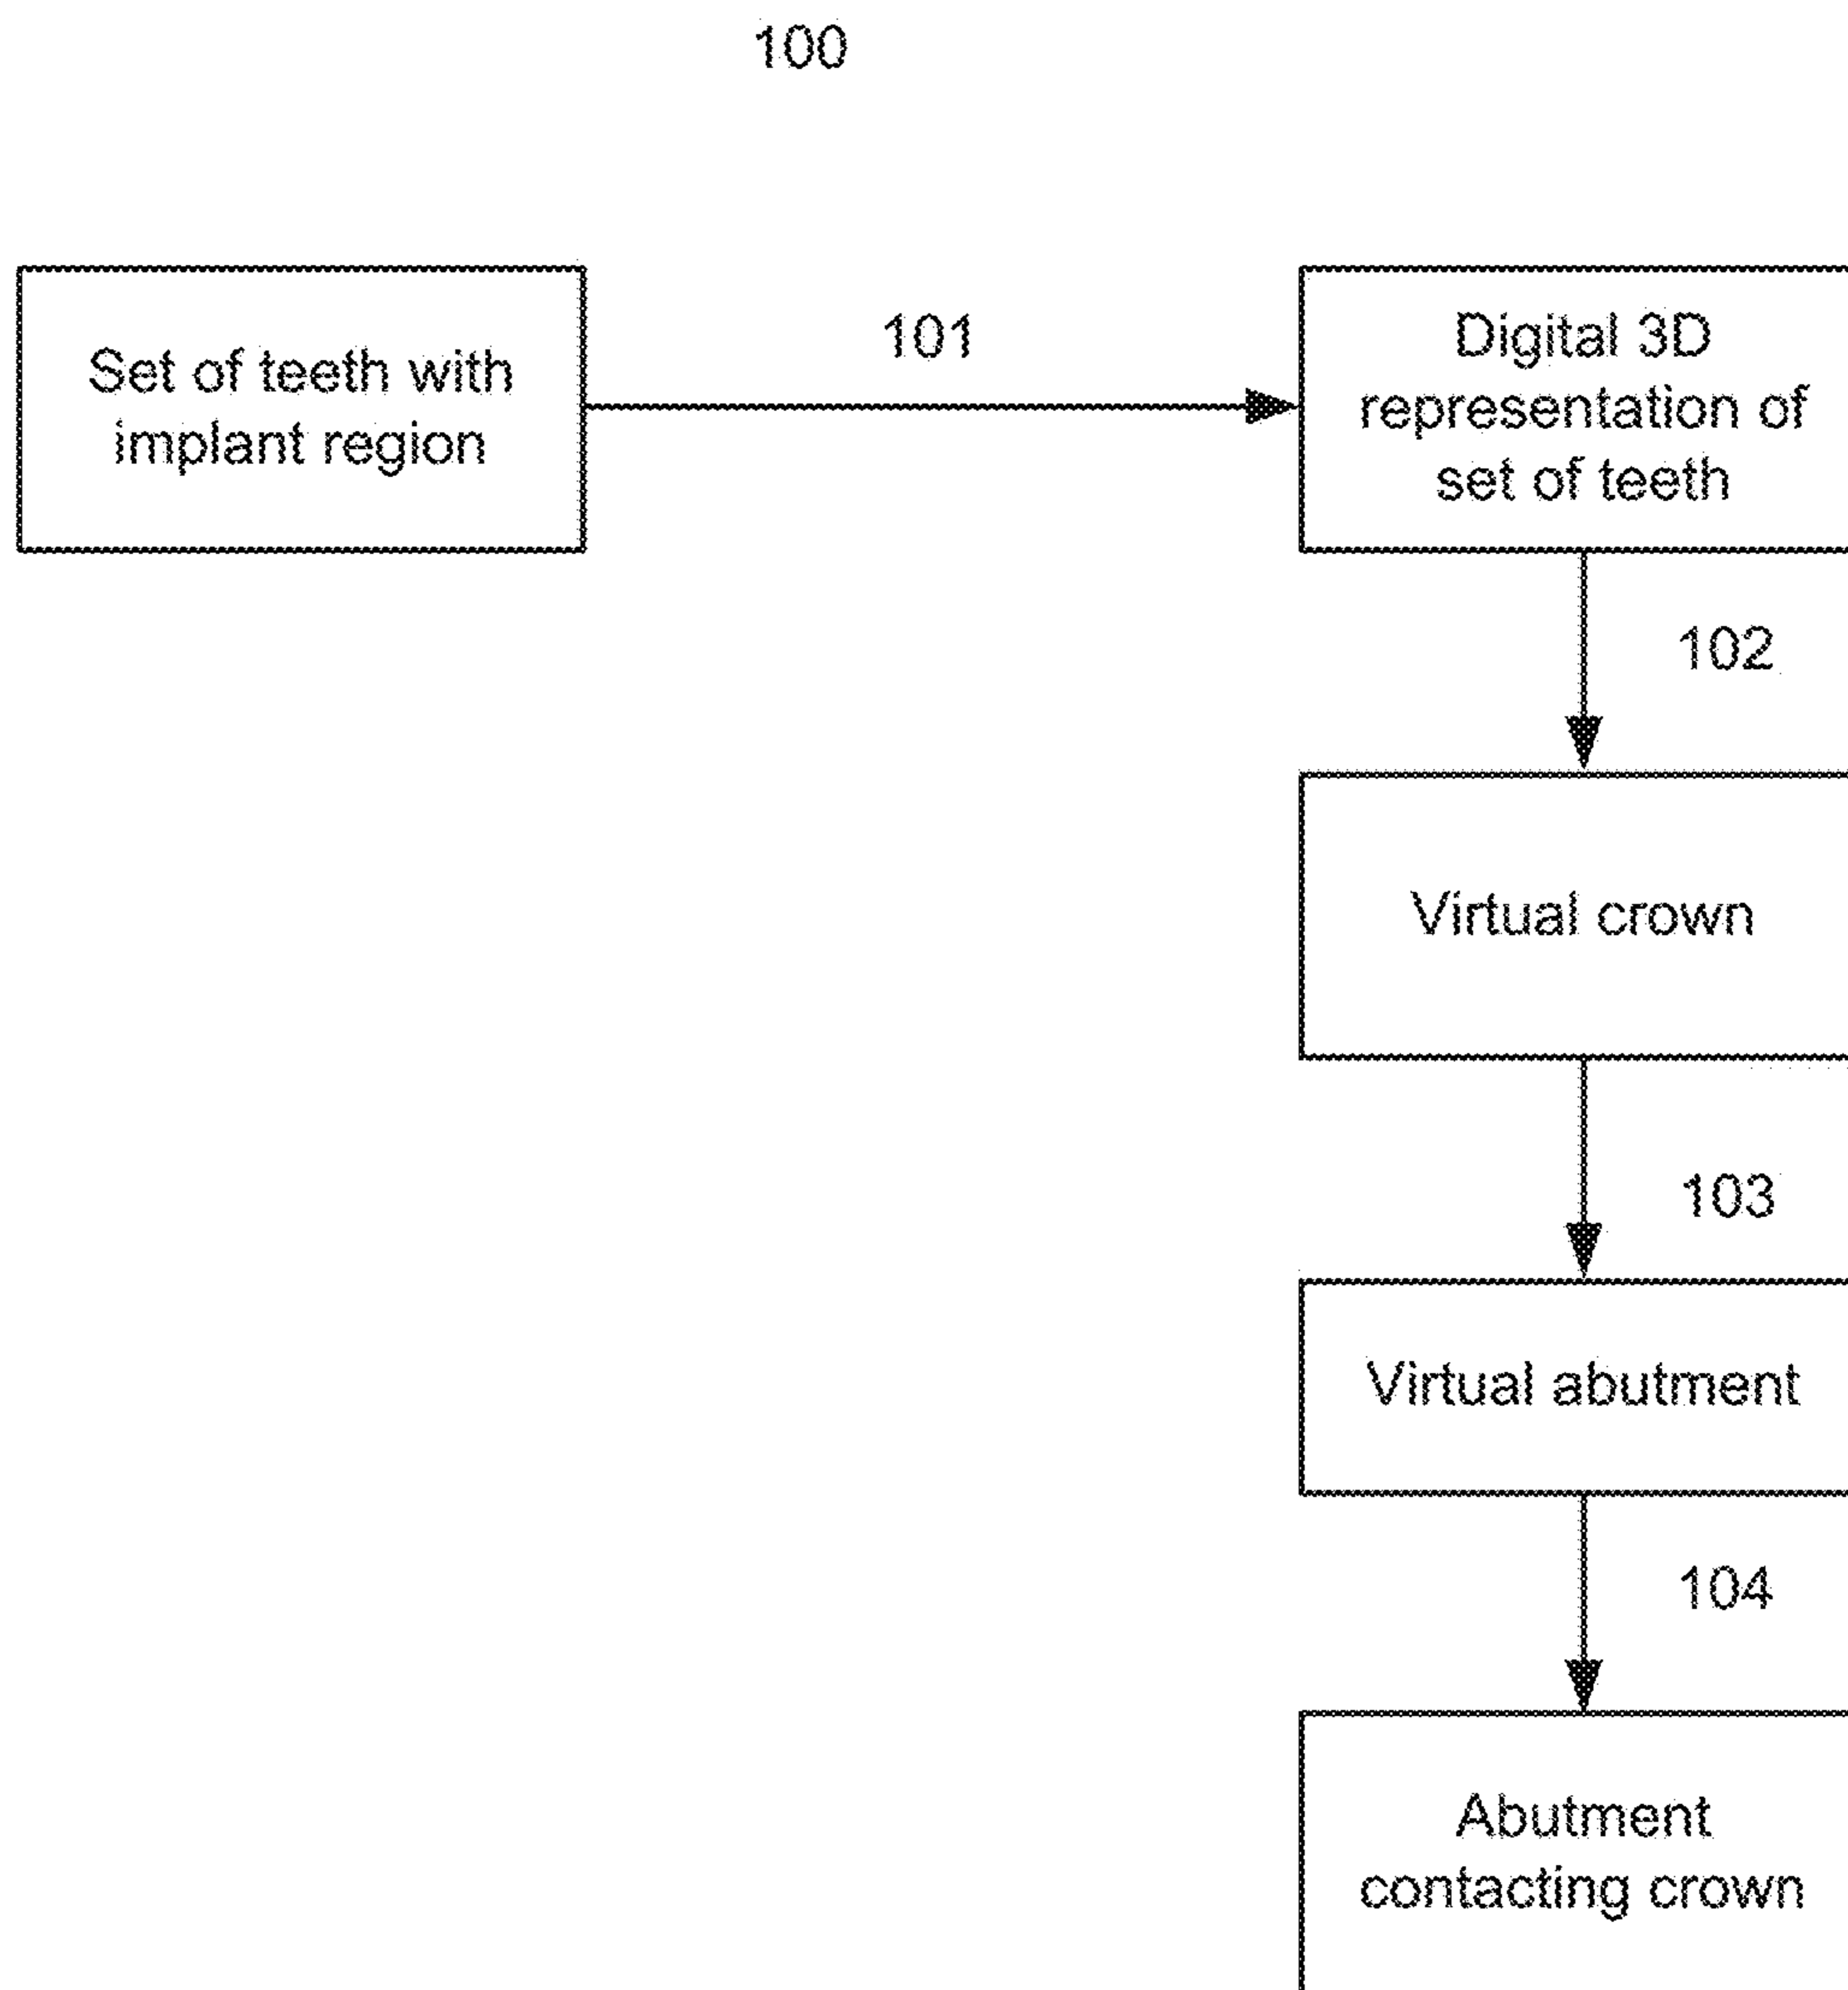 100
Set of teeth with
implant region
101
Digital 3D
representation of
set of teeth
102
Virtual crown
103
Virtual abutment
104
Abutment
contacting crown